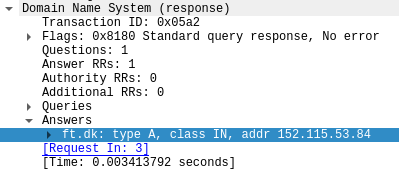 Domain Name System (response)
Transaction ID: 0x05a2
Flags: 0x8180 Standard query response, No error
Questions: 1
Answer RRs: 1
Authority RRs: 0
Additional RRs: 0
Queries
Answers
ft.dk: type A, class IN, addr 152.115.53.84
[Request In: 3]
[Time: 0.003413792 seconds]